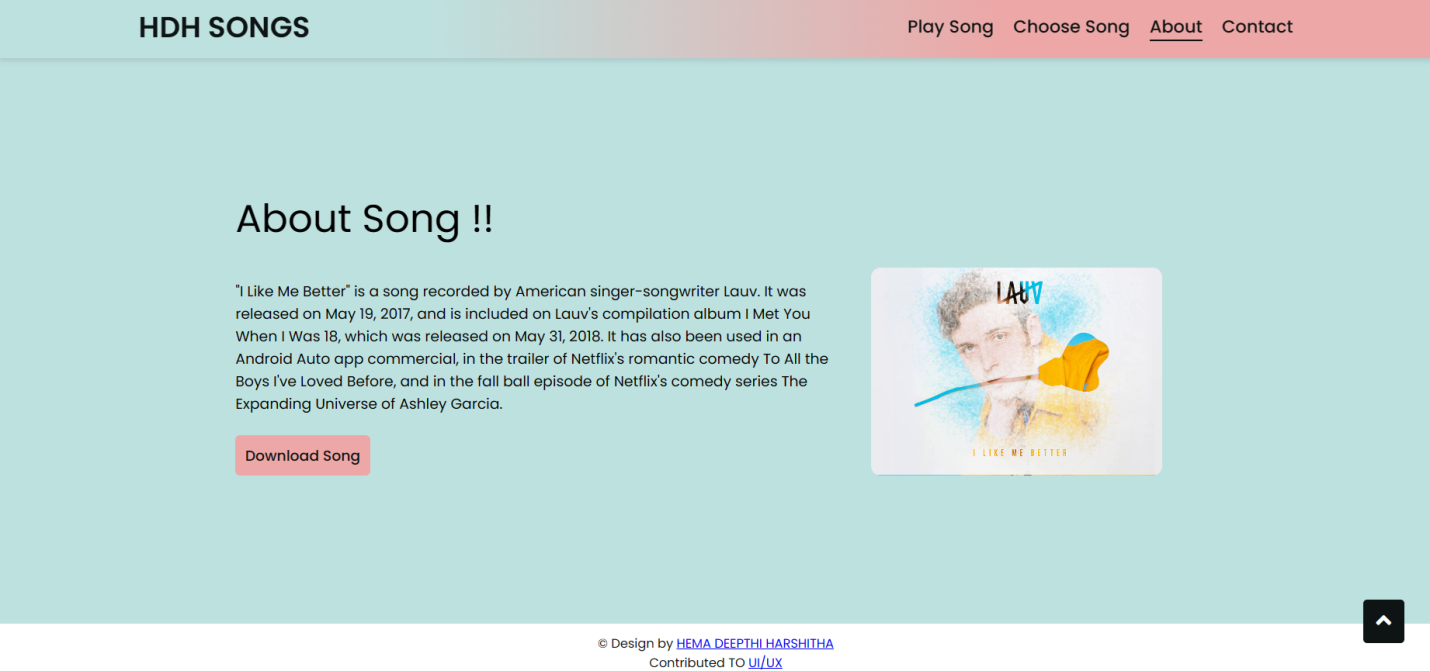 HDH SONGS
Play Song Choose Song About Contact
About Song !!
"I Like Me Better" is a song recorded by American singer-songwriter Lauv. It was
released on May 19, 2017, and is included on Lauv's compilation album I Met You
When I Was 18, which was released on May 31, 2018. It has also been used in an
Android Auto app commercial, in the trailer of Netflix's romantic comedy To All the
Boys I've Loved Before, and in the fall ball episode of Netflix's comedy series The
Expanding Universe of Ashley Garcia.
Download Song
LAUV
I LIKE ME BETTER
© Design by HEMA DEEPTHI HARSHITHA
Contributed TO UI/UX